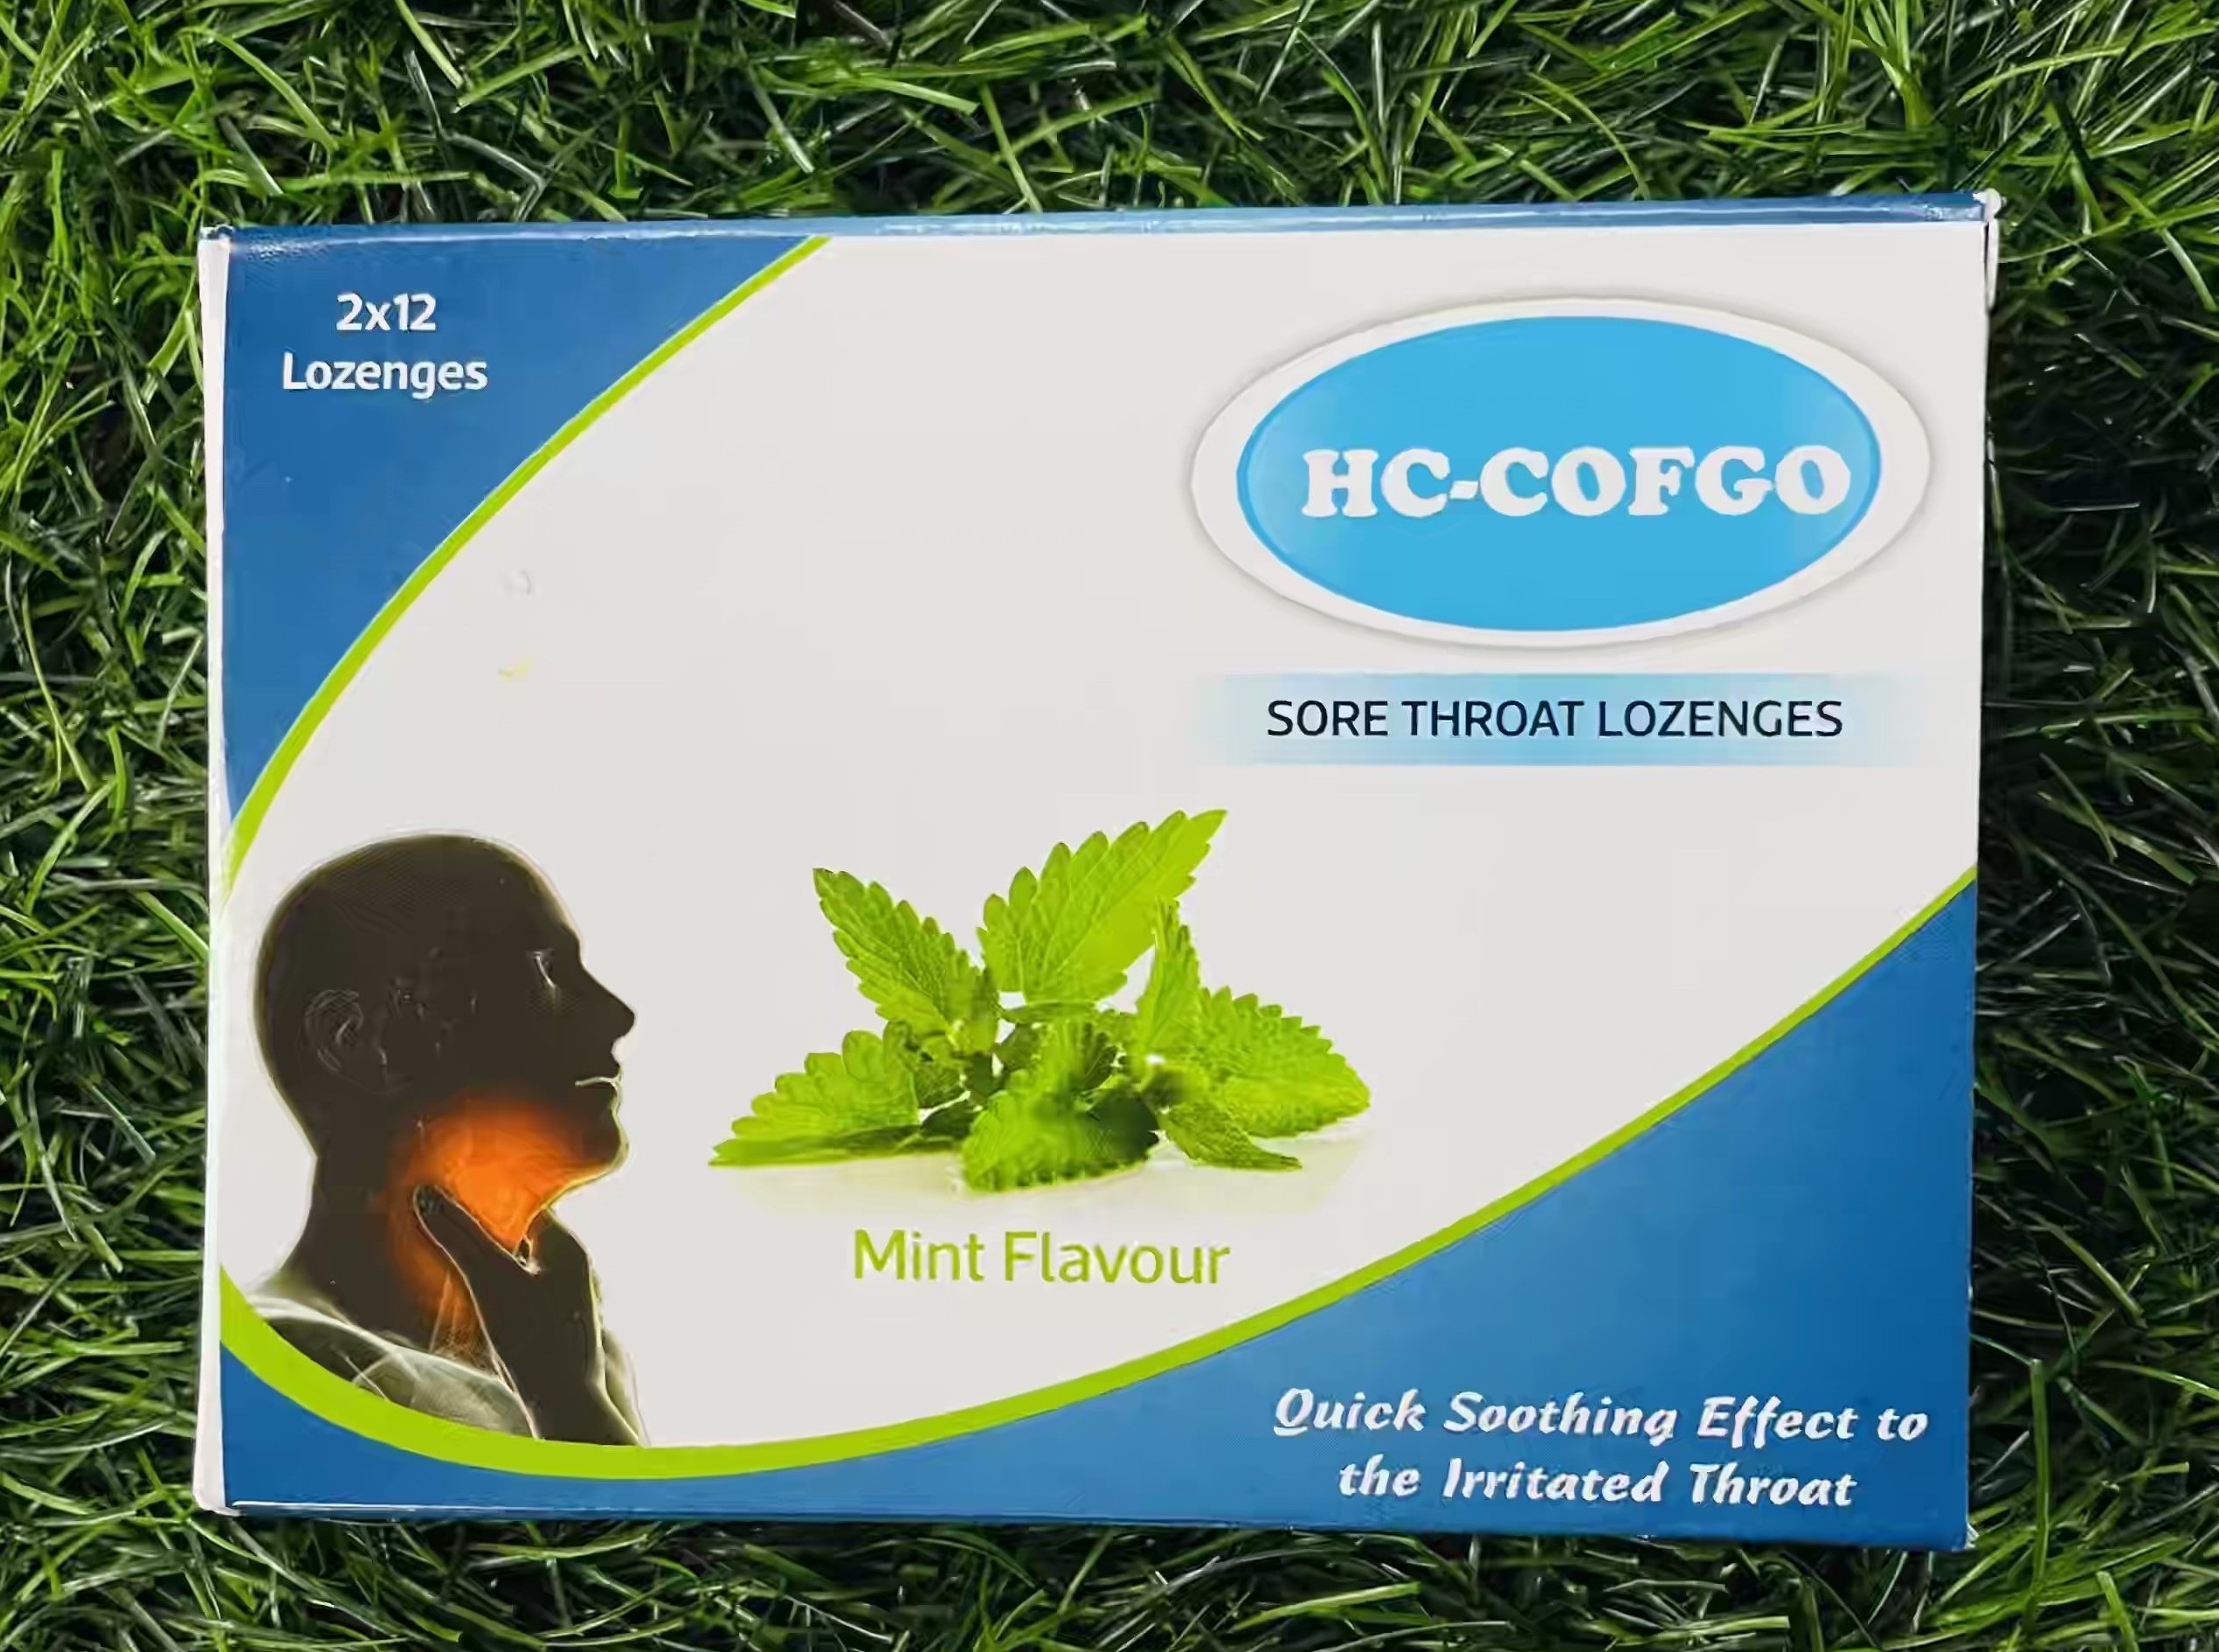 2x12
Lozenges
HC-COFGO
SORE THROAT LOZENGES
Mint Flavour
Quick Soothing Effect to
the Irritated Throat